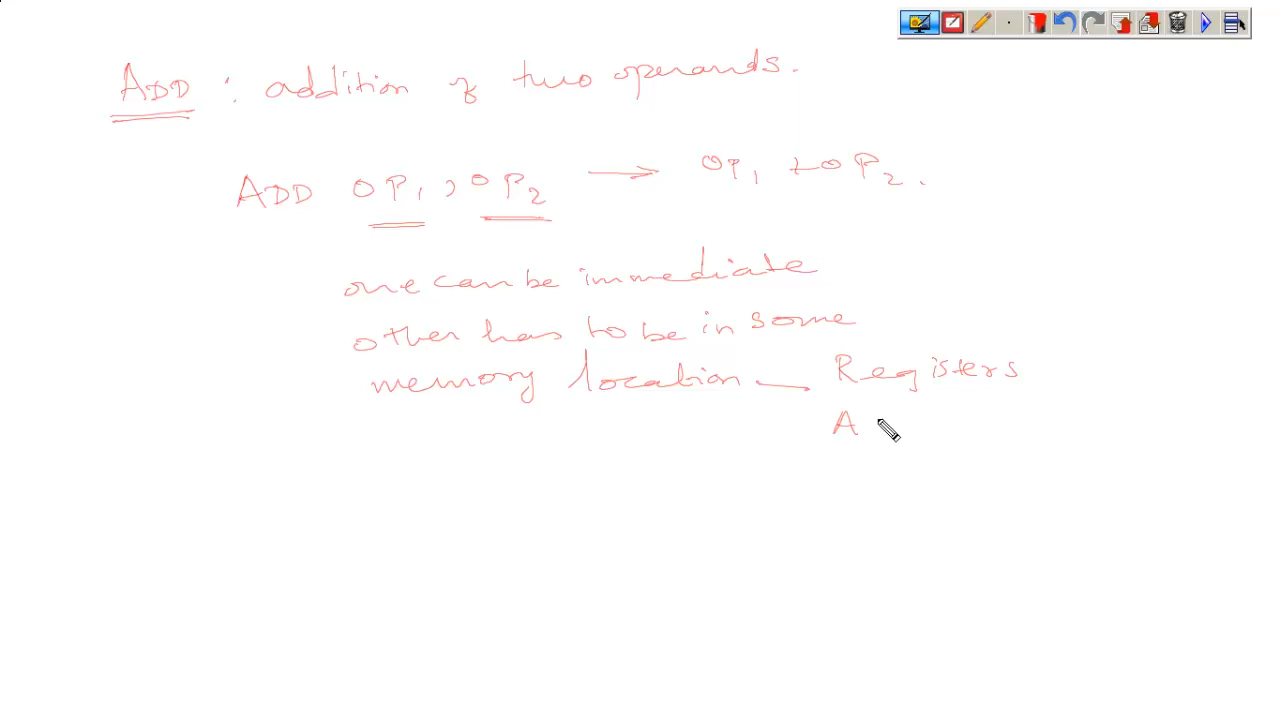 ADD : addition of two operands.
ADD OP1, OP2 → OP1 + OP2.
one can be immediate
other has to be in some
memory location — Registers
A